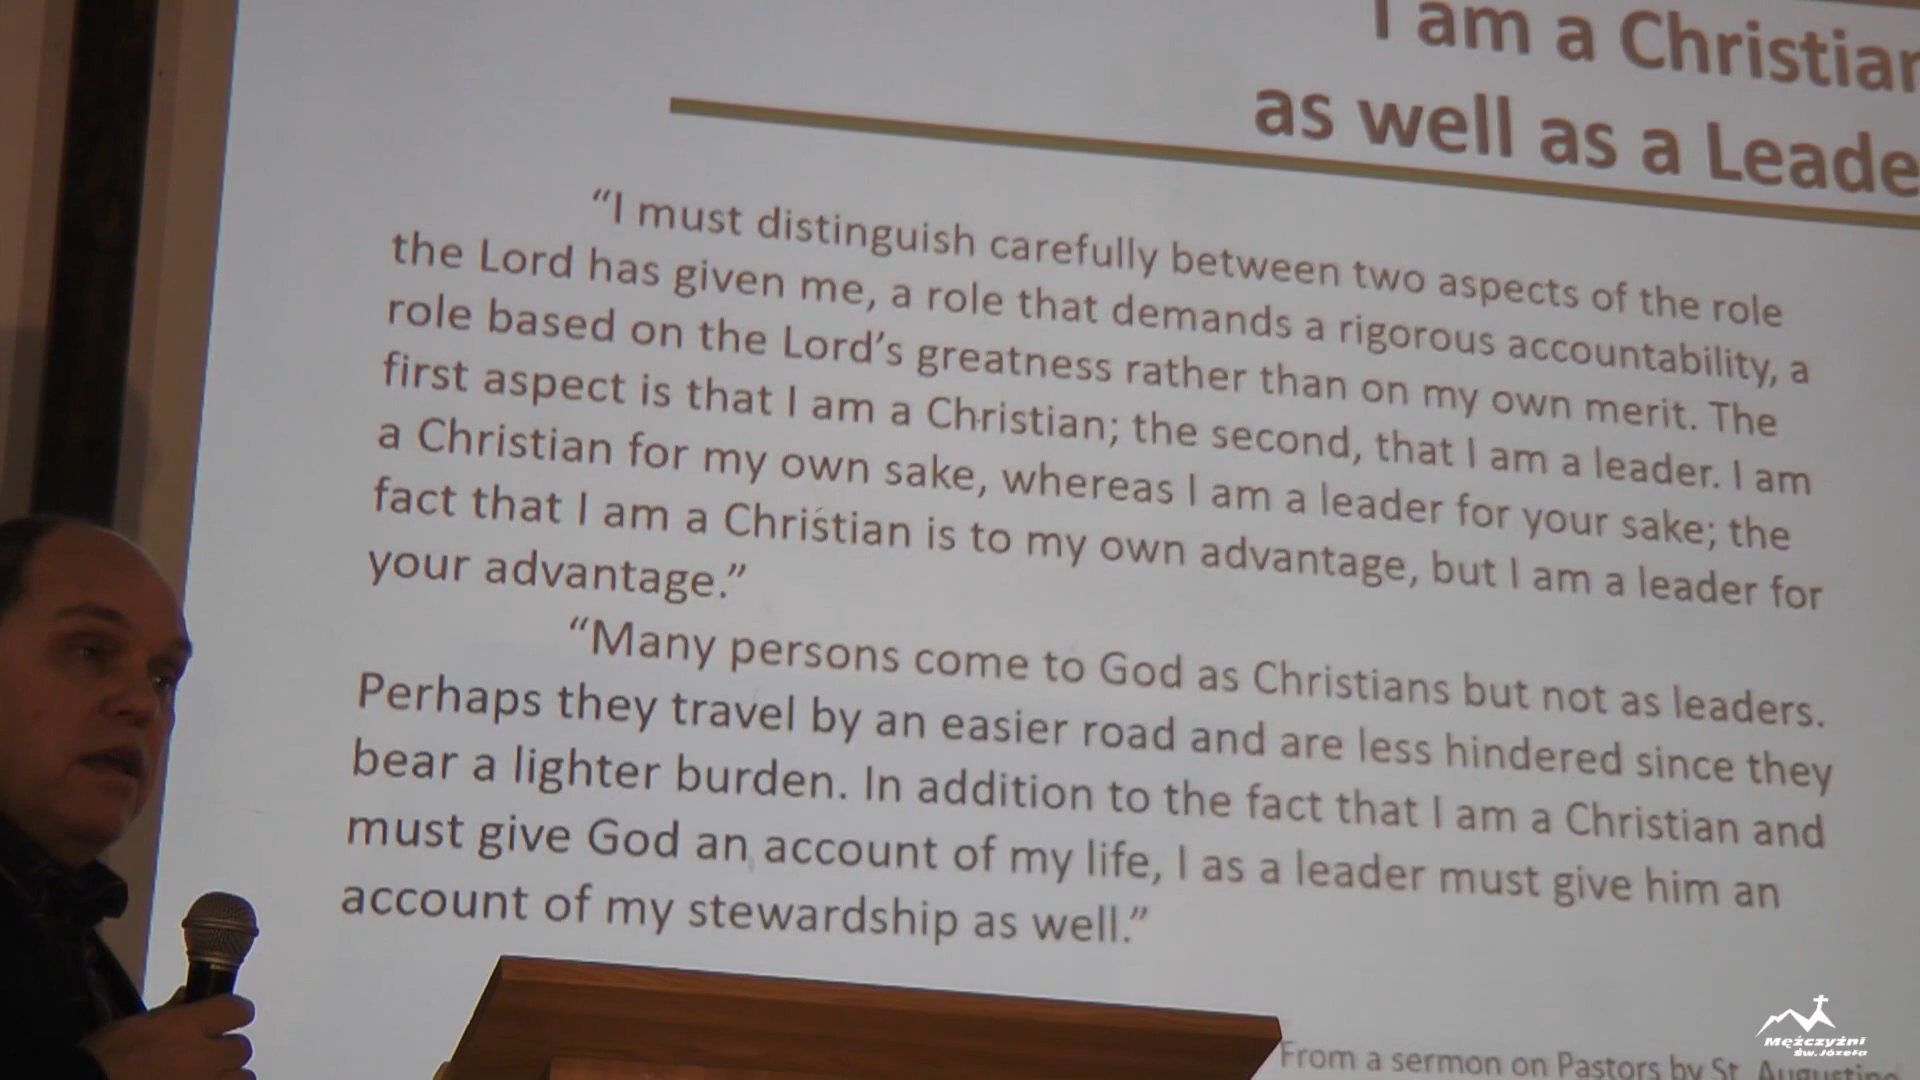 I am a Christian
as well as a Leade
“I must distinguish carefully between two aspects of the role
the Lord has given me, a role that demands a rigorous accountability, a
role based on the Lord’s greatness rather than on my own merit. The
first aspect is that I am a Christian; the second, that I am a leader. I am
a Christian for my own sake, whereas I am a leader for your sake; the
fact that I am a Christian is to my own advantage, but I am a leader for
your advantage.”
“Many persons come to God as Christians but not as leaders.
Perhaps they travel by an easier road and are less hindered since they
bear a lighter burden. In addition to the fact that I am a Christian and
must give God an account of my life, I as a leader must give him an
account of my stewardship as well.”
From a sermon on Pastors by St. Augustine
Mężczyźni
Św. Józefa